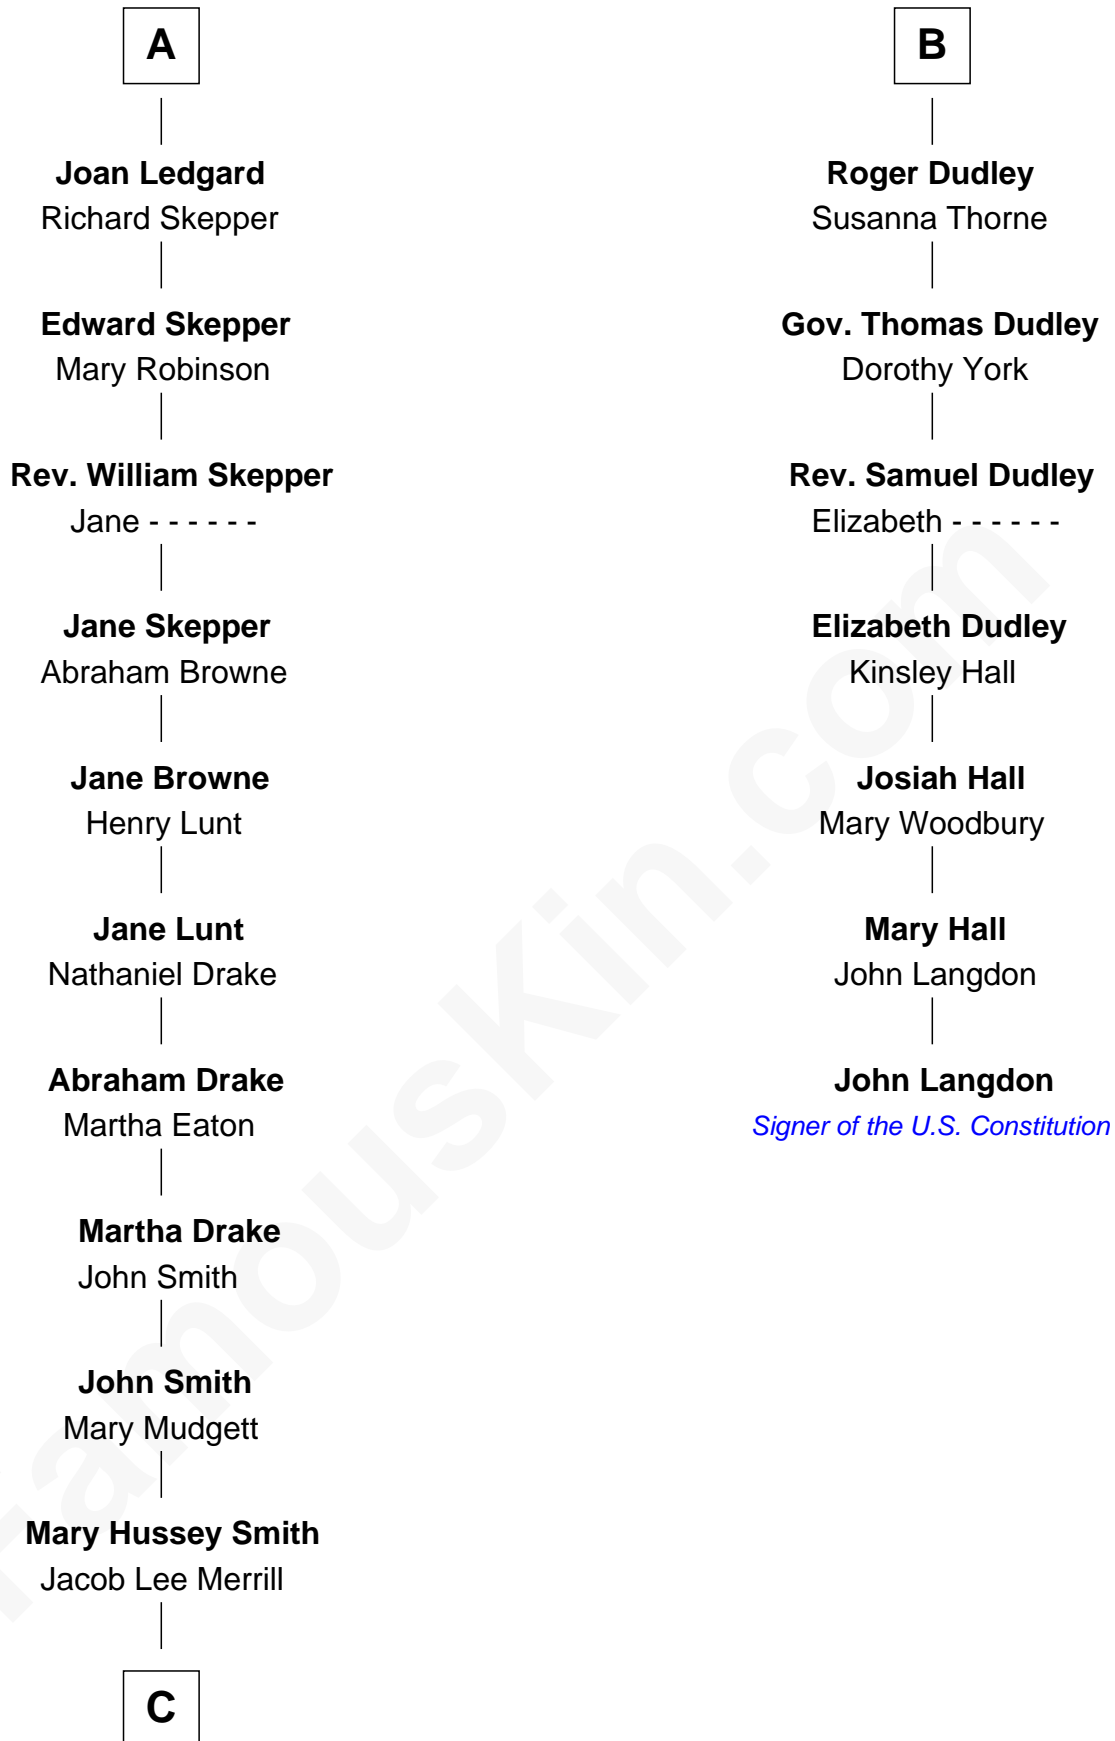 A
Joan Ledgard
Richard Skepper
Edward Skepper
Mary Robinson
Rev. William Skepper
Jane - - - - - -
Jane Skepper
Abraham Browne
Jane Browne
Henry Lunt
Jane Lunt
Nathaniel Drake
Abraham Drake
Martha Eaton
Martha Drake
John Smith
John Smith
Mary Mudgett
Mary Hussey Smith
Jacob Lee Merrill
C
B
Roger Dudley
Susanna Thorne
Gov. Thomas Dudley
Dorothy York
Rev. Samuel Dudley
Elizabeth - - - - - -
Elizabeth Dudley
Kinsley Hall
Josiah Hall
Mary Woodbury
Mary Hall
John Langdon
John Langdon
Signer of the U.S. Constitution
FamousKin.com